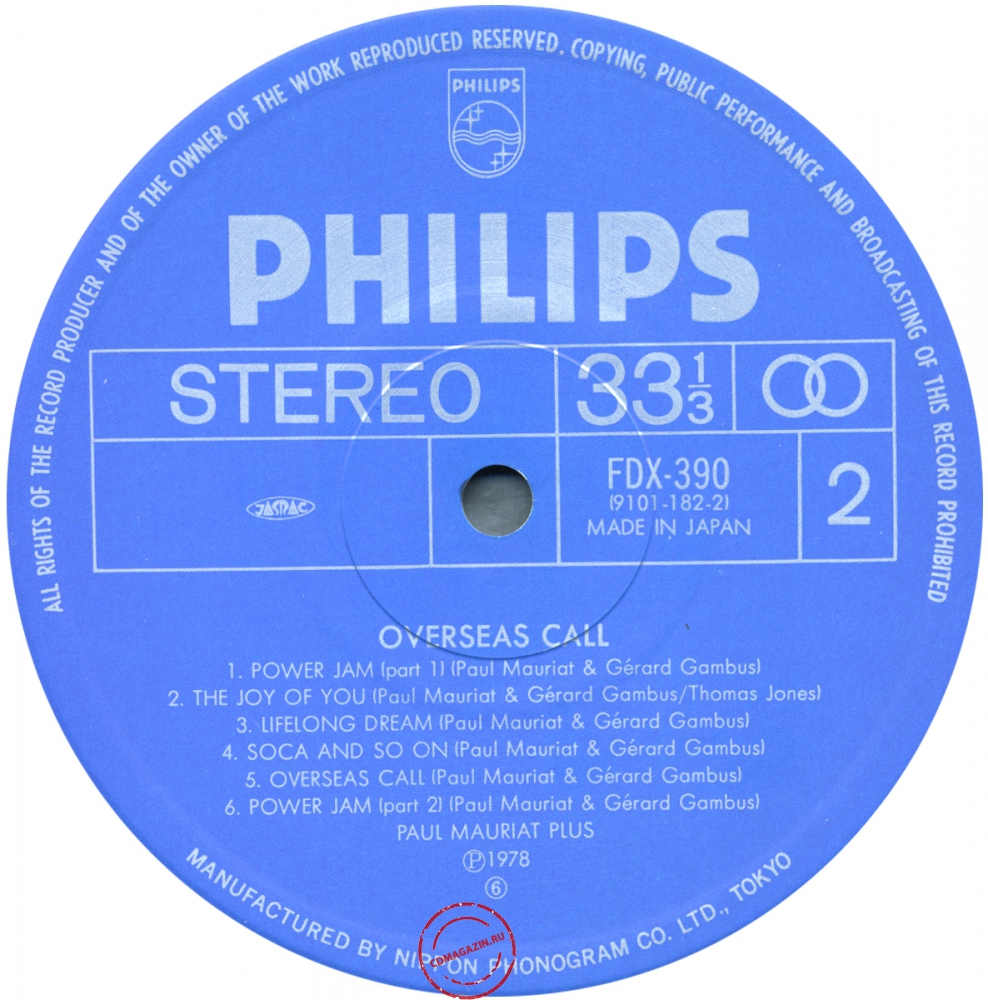 ALL RIGHTS OF THE RECORD PRODUCER AND OF THE OWNER OF THE WORK REPRODUCED RESERVED. COPYING, PUBLIC PERFORMANCE AND BROADCASTING OF THIS RECORD PROHIBITED
PHILIPS
PHILIPS
STEREO 33 1/3
JASRAC
FDX-390
(9101-182-2)
MADE IN JAPAN
2
OVERSEAS CALL
1. POWER JAM (part 1) (Paul Mauriat & Gérard Gambus)
2. THE JOY OF YOU (Paul Mauriat & Gérard Gambus/Thomas Jones)
3. LIFELONG DREAM (Paul Mauriat & Gérard Gambus)
4. SOCA AND SO ON (Paul Mauriat & Gérard Gambus)
5. OVERSEAS CALL (Paul Mauriat & Gérard Gambus)
6. POWER JAM (part 2) (Paul Mauriat & Gérard Gambus)
PAUL MAURIAT PLUS
Ⓟ1978
⑥
MANUFACTURED BY NIPPON PHONOGRAM CO. LTD., TOKYO
CDMAGAZIN.RU